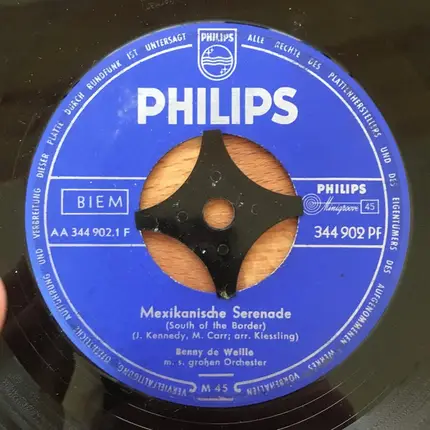 VERVIELFÄLTIGUNG, ÖFFENTLICHE AUFFÜHRUNG UND VERBREITUNG DIESER PLATTE DURCH RUNDFUNK IST UNTERSAGT
ALLE RECHTE DES PLATTENHERSTELLERS UND DES EIGENTÜMERS DES AUFGENOMMENEN WERKES VORBEHALTEN
PHILIPS
PHILIPS
BIEM
AA 344 902.1 F
PHILIPS
Minigroove 45
344 902 PF
Mexikanische Serenade
(South of the Border)
(J. Kennedy, M. Carr; arr. Kiessling)
Benny de Weille
m. s. großen Orchester
M 45